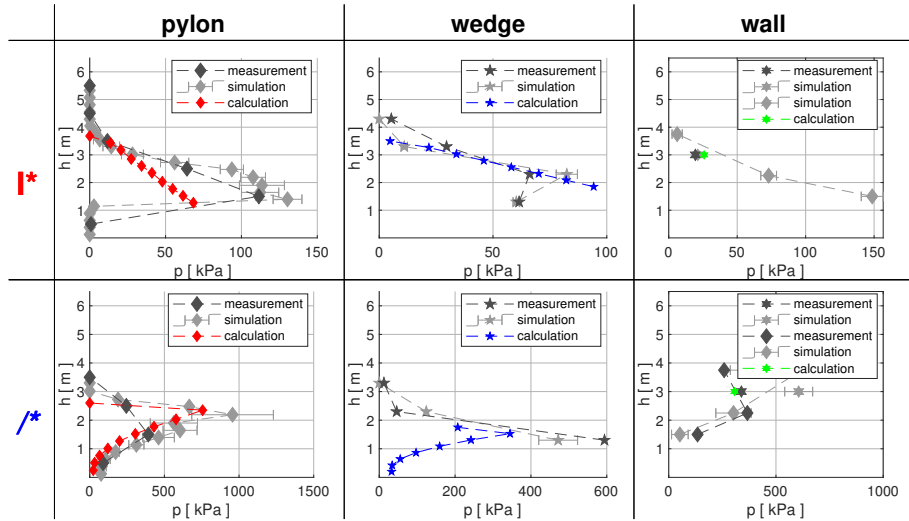 pylon wedge wall
I*
6
5
4
3
2
1
h [ m ]
0 50 100 150
p [ kPa ]
measurement
simulation
calculation
6
5
4
3
2
1
h [ m ]
0 50 100
p [ kPa ]
measurement
simulation
calculation
6
5
4
3
2
1
h [ m ]
0 50 100 150
p [ kPa ]
measurement
simulation
simulation
calculation
/*
6
5
4
3
2
1
h [ m ]
0 500 1000 1500
p [ kPa ]
measurement
simulation
calculation
6
5
4
3
2
1
h [ m ]
0 200 400 600
p [ kPa ]
measurement
simulation
calculation
6
5
4
3
2
1
h [ m ]
0 500 1000
p [ kPa ]
measurement
simulation
measurement
simulation
calculation